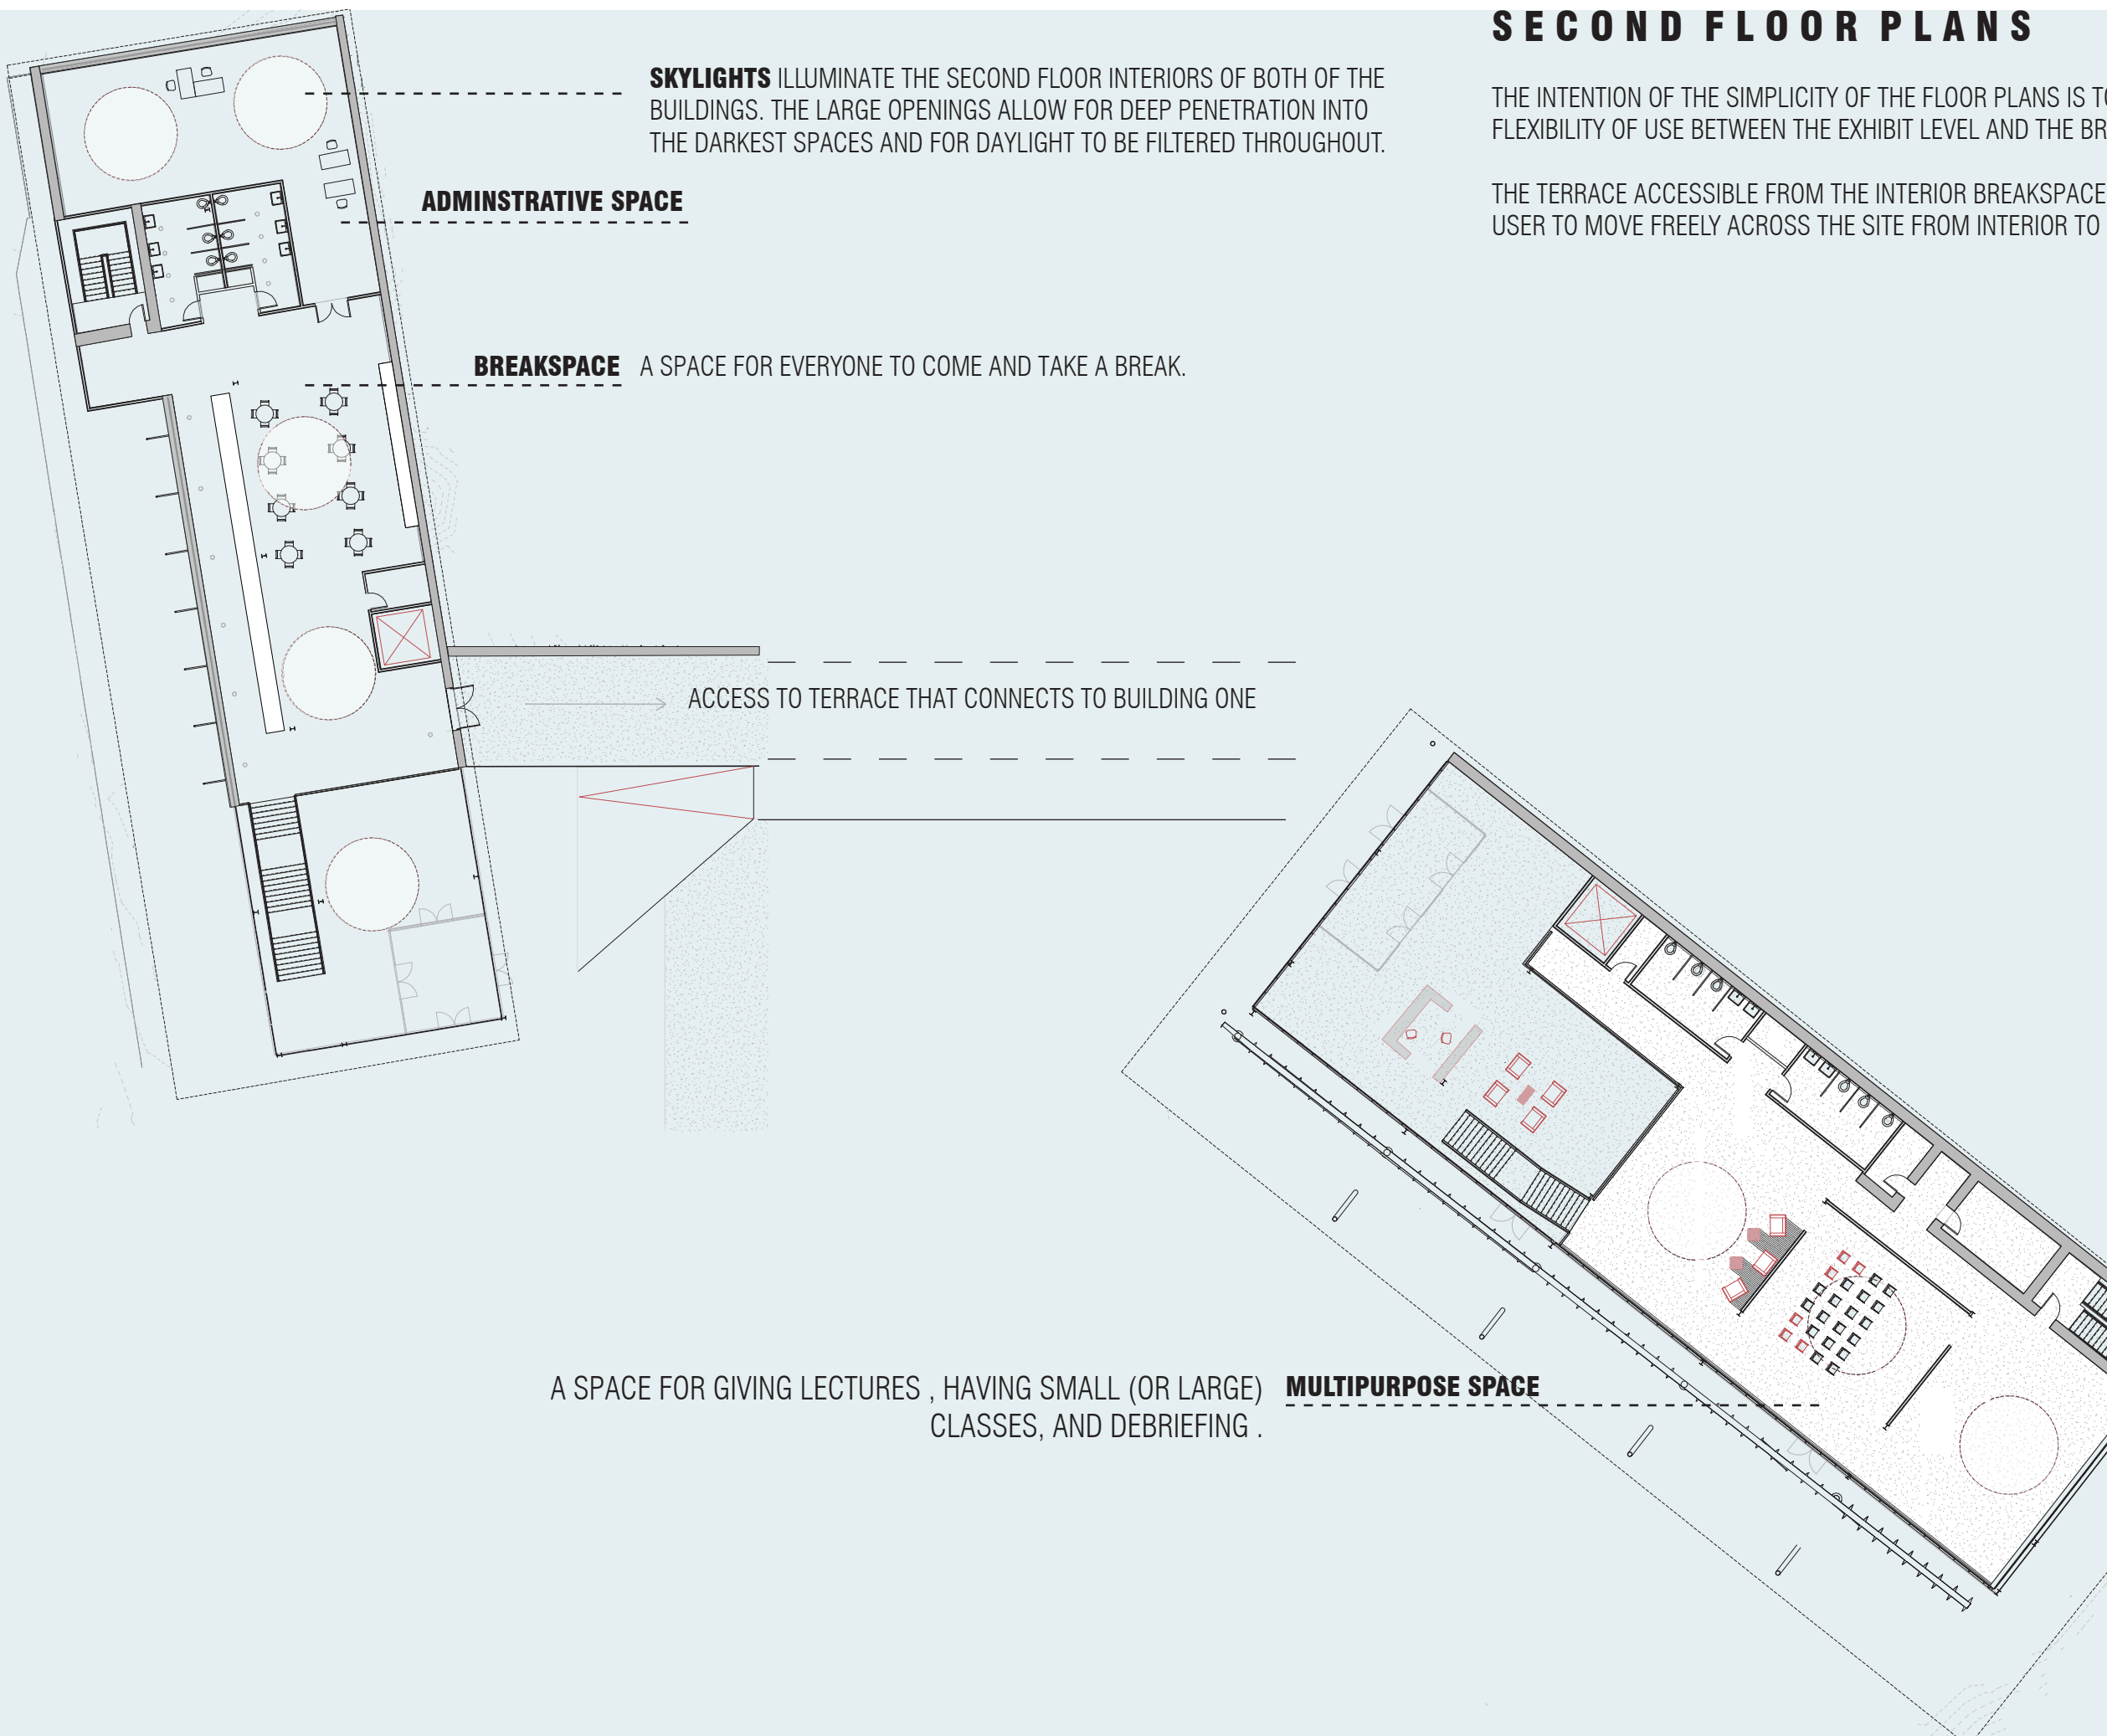 SECOND FLOOR PLANS
THE INTENTION OF THE SIMPLICITY OF THE FLOOR PLANS IS
FLEXIBILITY OF USE BETWEEN THE EXHIBIT LEVEL AND THE
THE TERRACE ACCESSIBLE FROM THE INTERIOR BREAKSPACE
USER TO MOVE FREELY ACROSS THE SITE FROM INTERIOR TO
SKYLIGHTS ILLUMINATE THE SECOND FLOOR INTERIORS OF BOTH OF THE
BUILDINGS. THE LARGE OPENINGS ALLOW FOR DEEP PENETRATION INTO
THE DARKEST SPACES AND FOR DAYLIGHT TO BE FILTERED THROUGHOUT.
ADMINSTRATIVE SPACE
BREAKSPACE A SPACE FOR EVERYONE TO COME AND TAKE A BREAK.
ACCESS TO TERRACE THAT CONNECTS TO BUILDING ONE
A SPACE FOR GIVING LECTURES , HAVING SMALL (OR LARGE) MULTIPURPOSE SPACE
CLASSES, AND DEBRIEFING .